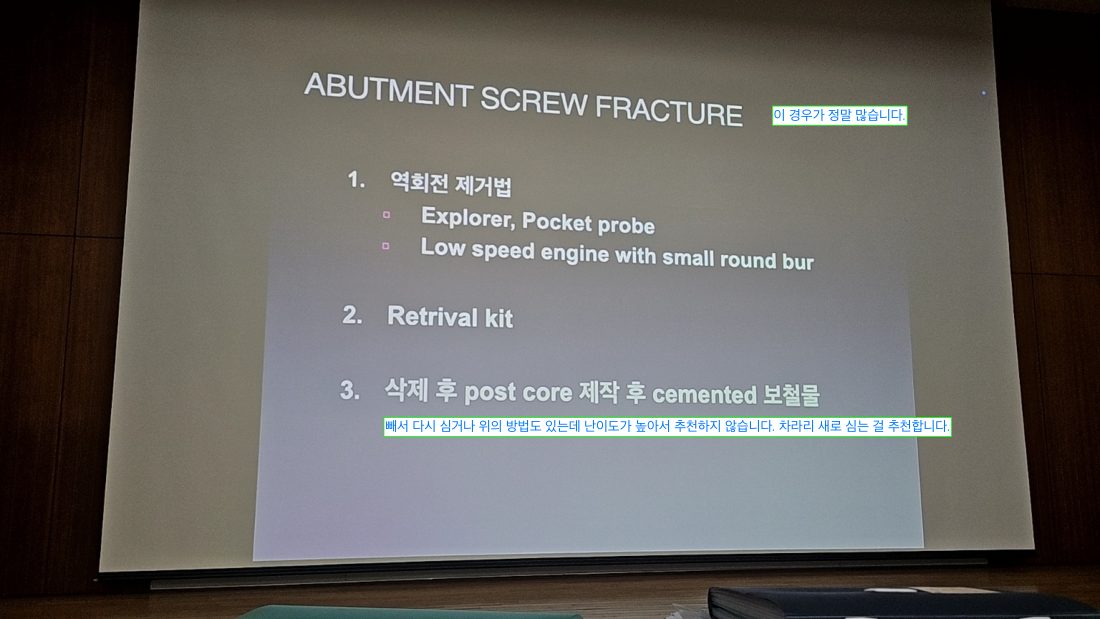 ABUTMENT SCREW FRACTURE
이 경우가 정말 많습니다.
1. 역회전 제거법
Explorer, Pocket probe
Low speed engine with small round bur
2. Retrival kit
3. 삭제 후 post core 제작 후 cemented 보철물
빼서 다시 심거나 위의 방법도 있는데 난이도가 높아서 추천하지 않습니다. 차라리 새로 심는 걸 추천합니다.